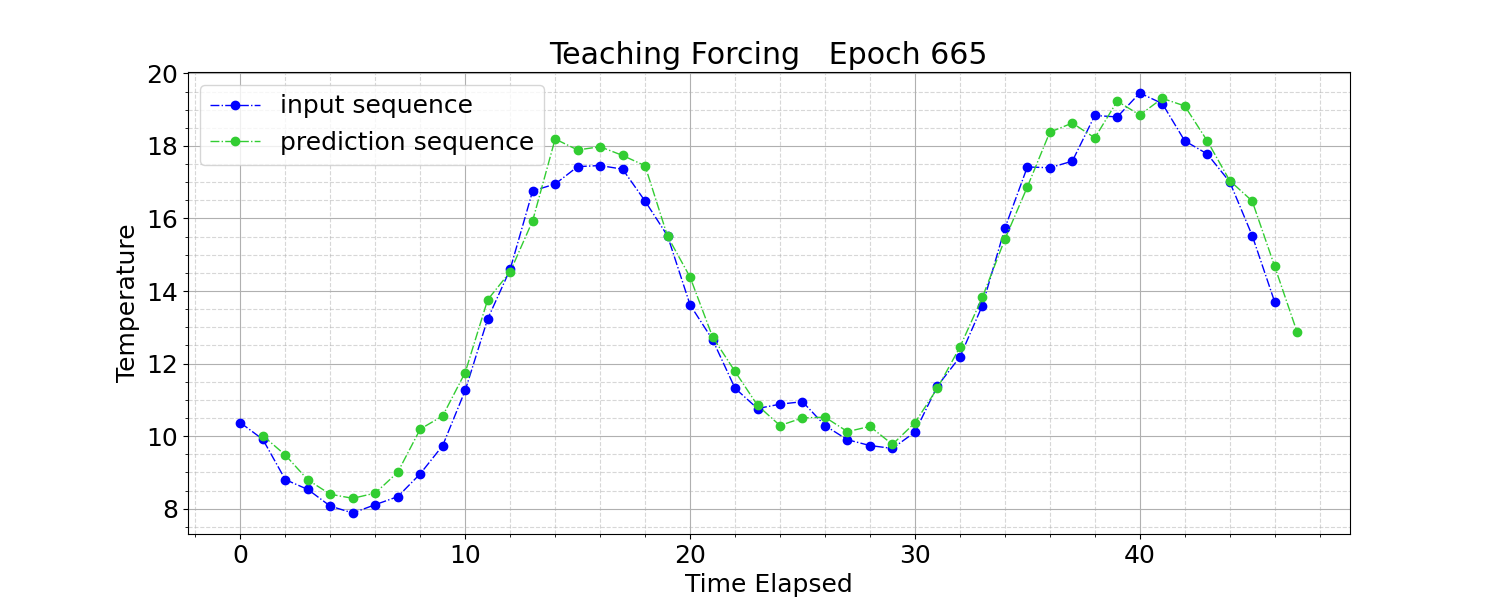 Teaching Forcing   Epoch 665
input sequence
prediction sequence
Temperature
20
18
16
14
12
10
8
0 10 20 30 40
Time Elapsed